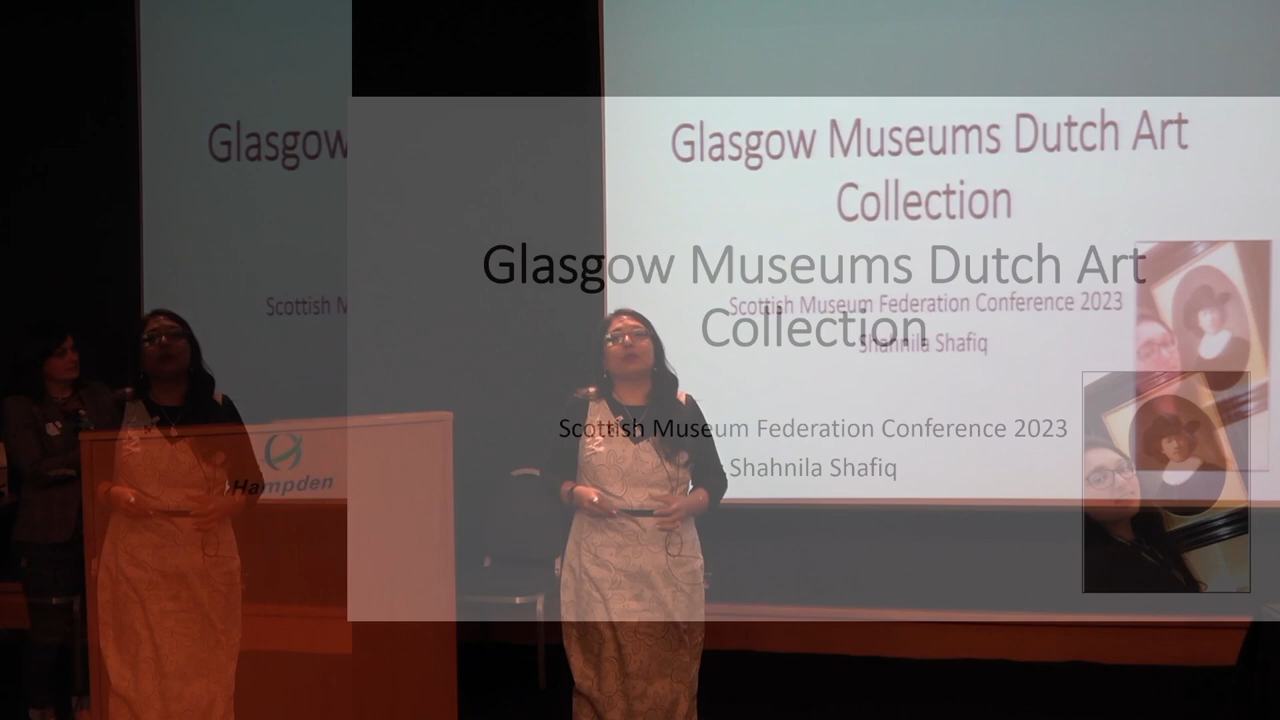 Glasgow
Glasgow Museums Dutch Art
Collection
Glasgow Museums Dutch Art
Collection
Scottish M
Scottish Museum Federation Conference 2023
Shahnila Shafiq
Scottish Museum Federation Conference 2023
Shahnila Shafiq
Hampden